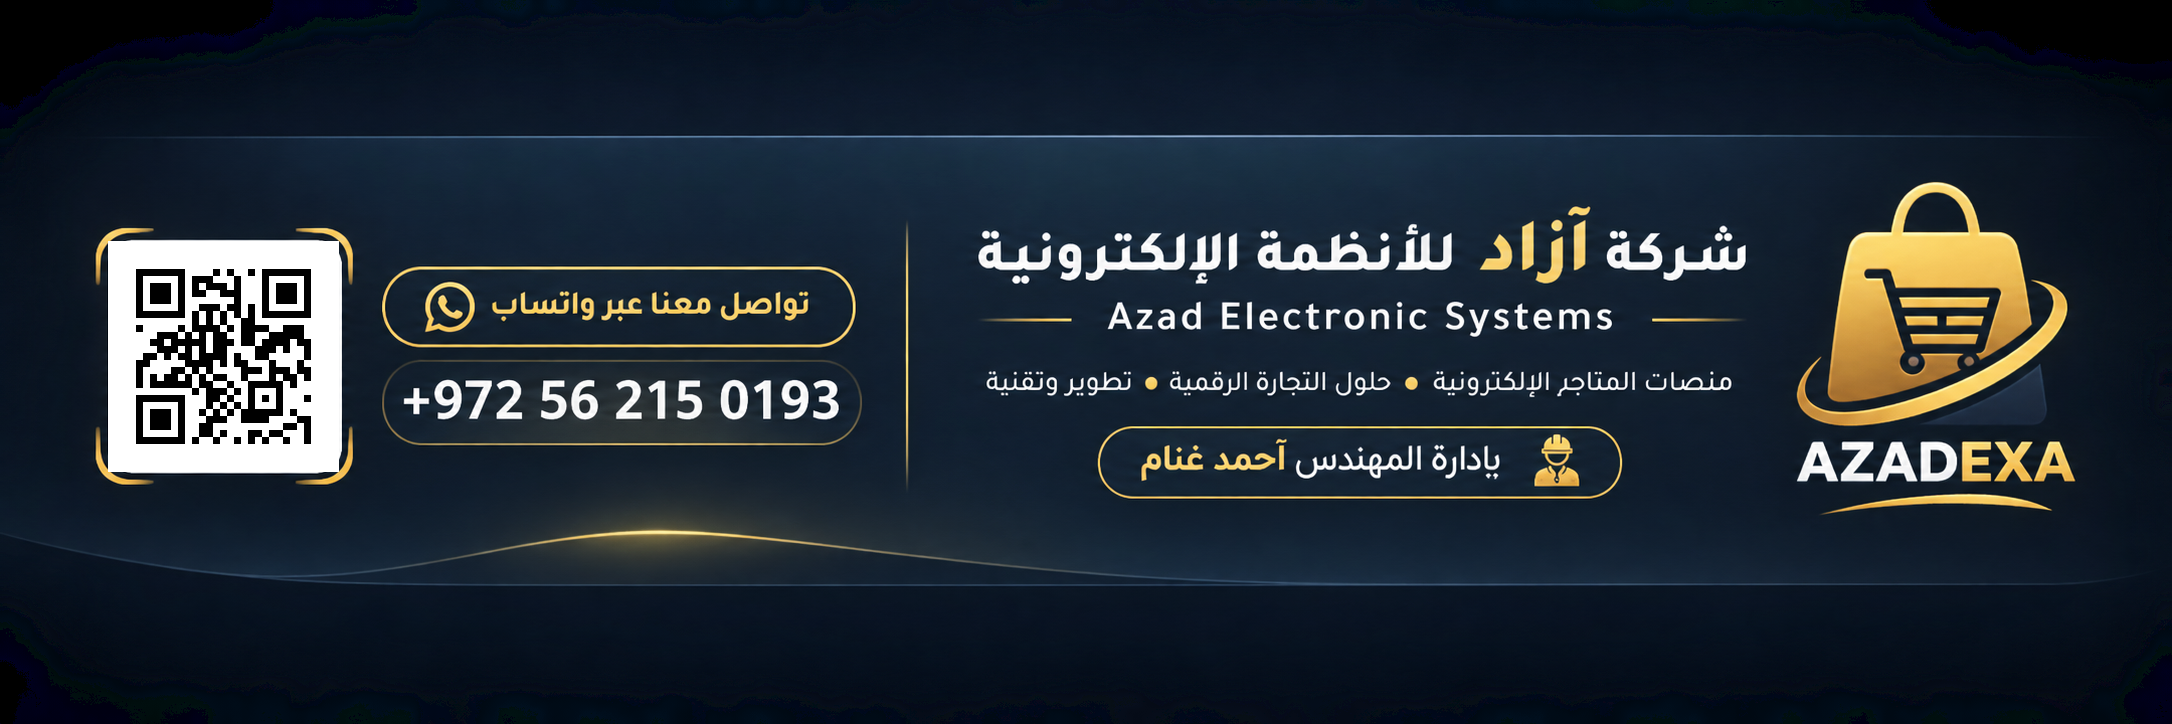 شركة آزاد للأنظمة الإلكترونية
Azad Electronic Systems
منصات المتاجر الإلكترونية • حلول التجارة الرقمية • تطوير وتقنية
بإدارة المهندس آحمد غنام
AZADEXA
تواصل معنا عبر واتساب
+972 56 215 0193